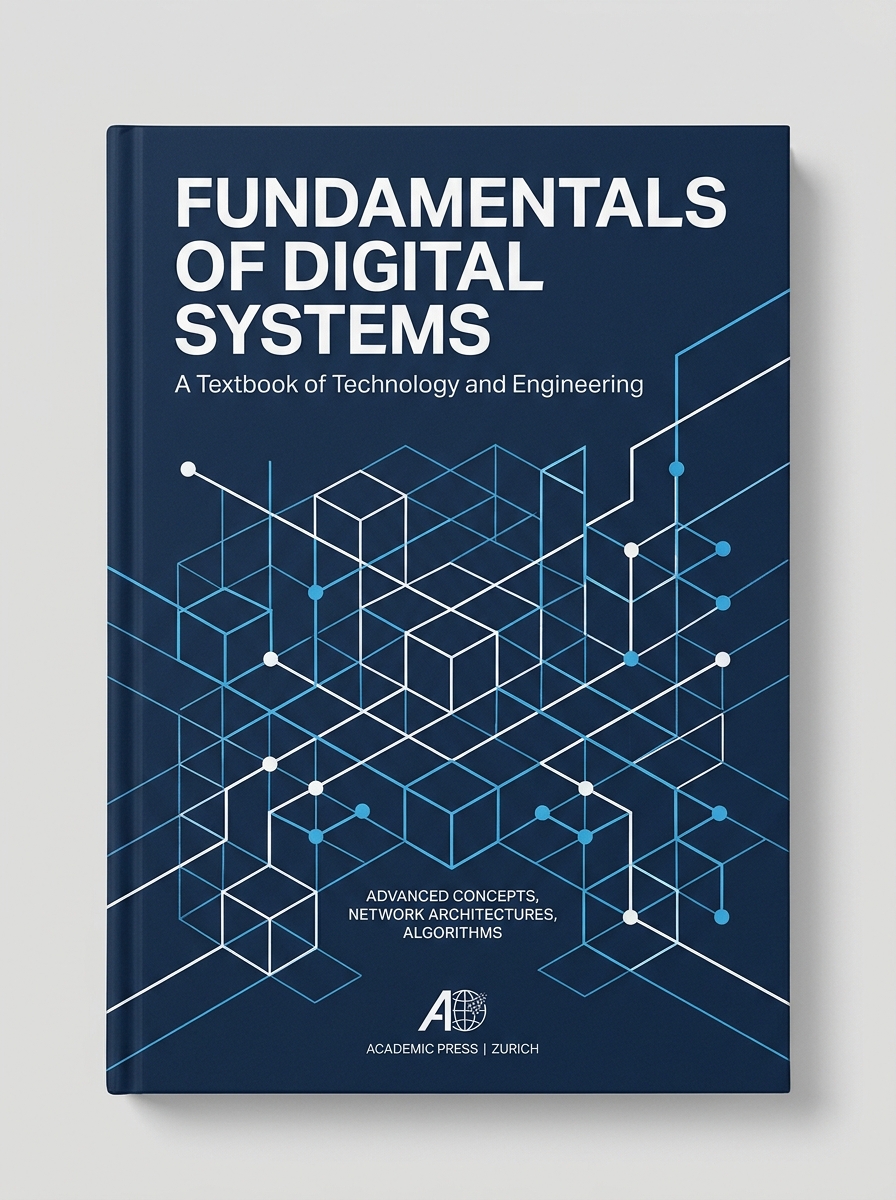 FUNDAMENTALS
OF DIGITAL
SYSTEMS
A Textbook of Technology and Engineering
ADVANCED CONCEPTS,
NETWORK ARCHITECTURES,
ALGORITHMS
A
ACADEMIC PRESS | ZURICH